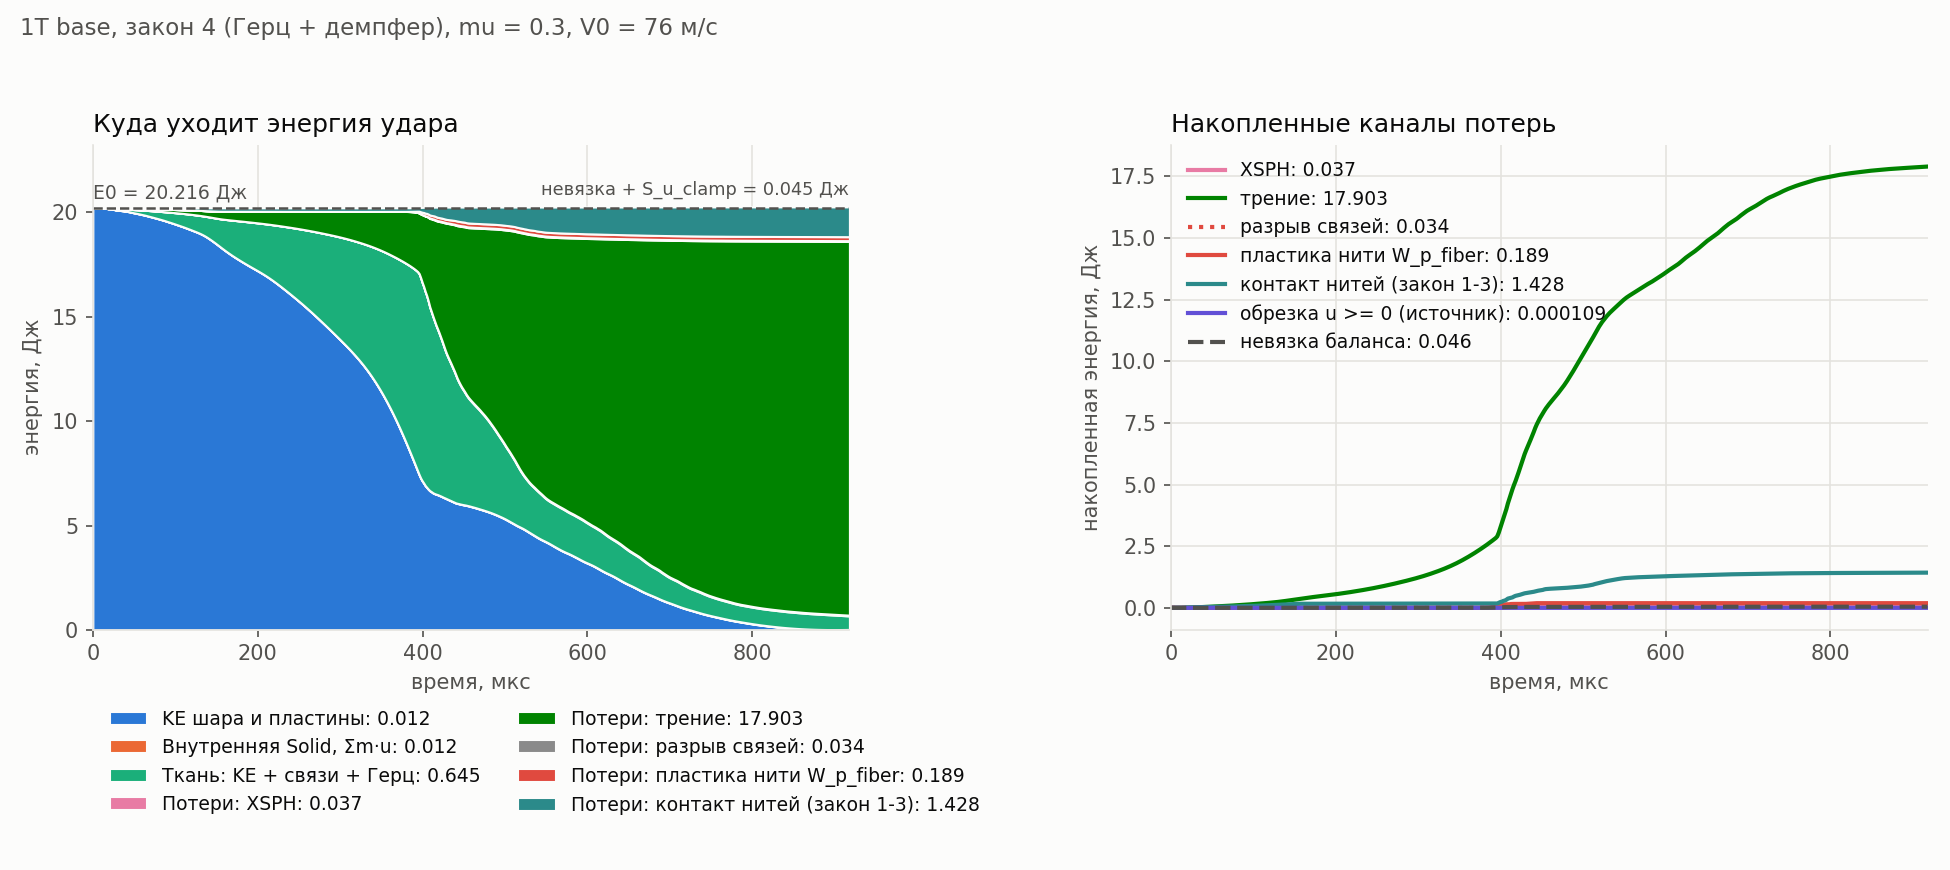 1T base, закон 4 (Герц + демпфер), mu = 0.3, V0 = 76 м/с
Куда уходит энергия удара
E0 = 20.216 Дж
невязка + S_u_clamp = 0.045 Дж
энергия, Дж
20
15
10
5
0
0 200 400 600 800
время, мкс
KE шара и пластины: 0.012
Внутренняя Solid, Σm·u: 0.012
Ткань: KE + связи + Герц: 0.645
Потери: XSPH: 0.037
Потери: трение: 17.903
Потери: разрыв связей: 0.034
Потери: пластика нити W_p_fiber: 0.189
Потери: контакт нитей (закон 1-3): 1.428
Накопленные каналы потерь
XSPH: 0.037
трение: 17.903
разрыв связей: 0.034
пластика нити W_p_fiber: 0.189
контакт нитей (закон 1-3): 1.428
обрезка u >= 0 (источник): 0.000109
невязка баланса: 0.046
накопленная энергия, Дж
17.5
15.0
12.5
10.0
7.5
5.0
2.5
0.0
0 200 400 600 800
время, мкс